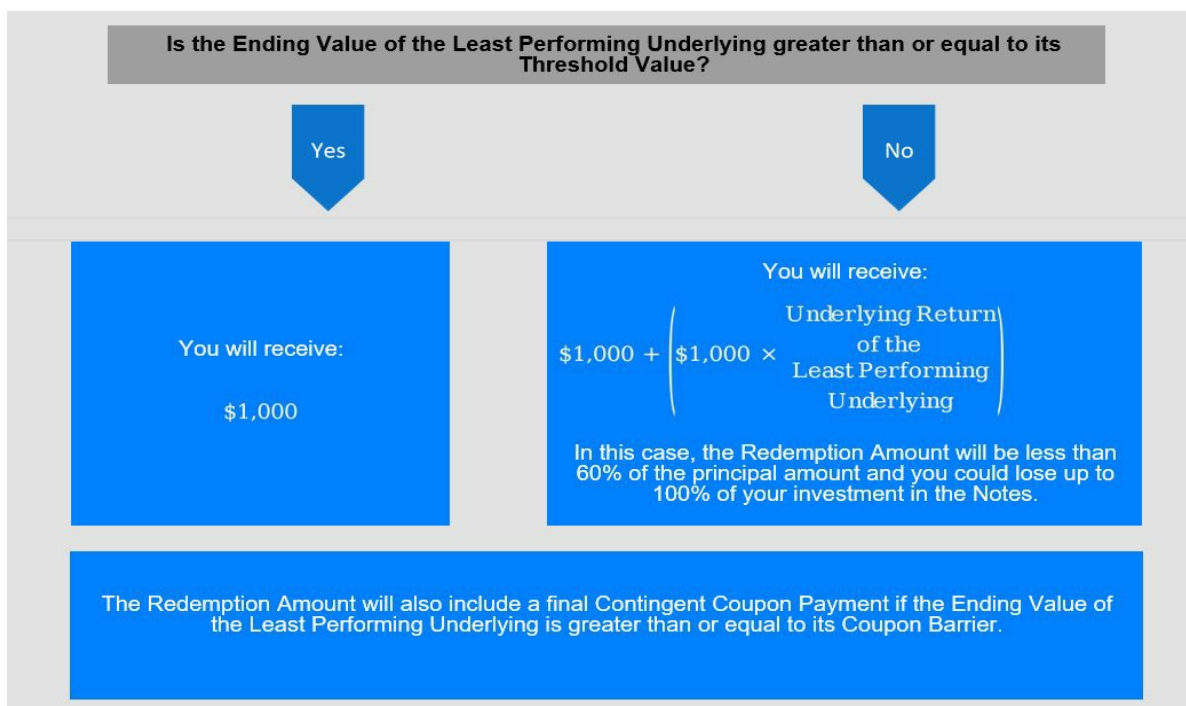 Is the Ending Value of the Least Performing Underlying greater than or equal to its
Threshold Value?
Yes
No
You will receive:
$1,000
You will receive:
$1,000 + ($1,000 × Underlying Return
of the
Least Performing
Underlying)
In this case, the Redemption Amount will be less than
60% of the principal amount and you could lose up to
100% of your investment in the Notes.
The Redemption Amount will also include a final Contingent Coupon Payment if the Ending Value of
the Least Performing Underlying is greater than or equal to its Coupon Barrier.